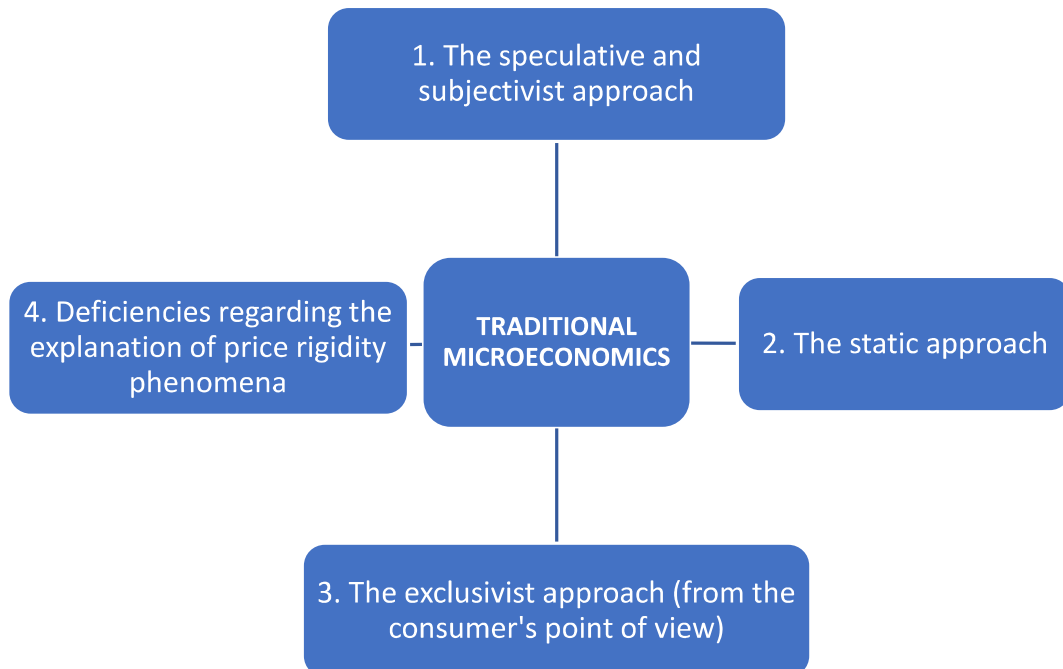 1. The speculative and
subjectivist approach
4. Deficiencies regarding the
explanation of price rigidity
phenomena
TRADITIONAL
MICROECONOMICS
2. The static approach
3. The exclusivist approach (from the
consumer's point of view)